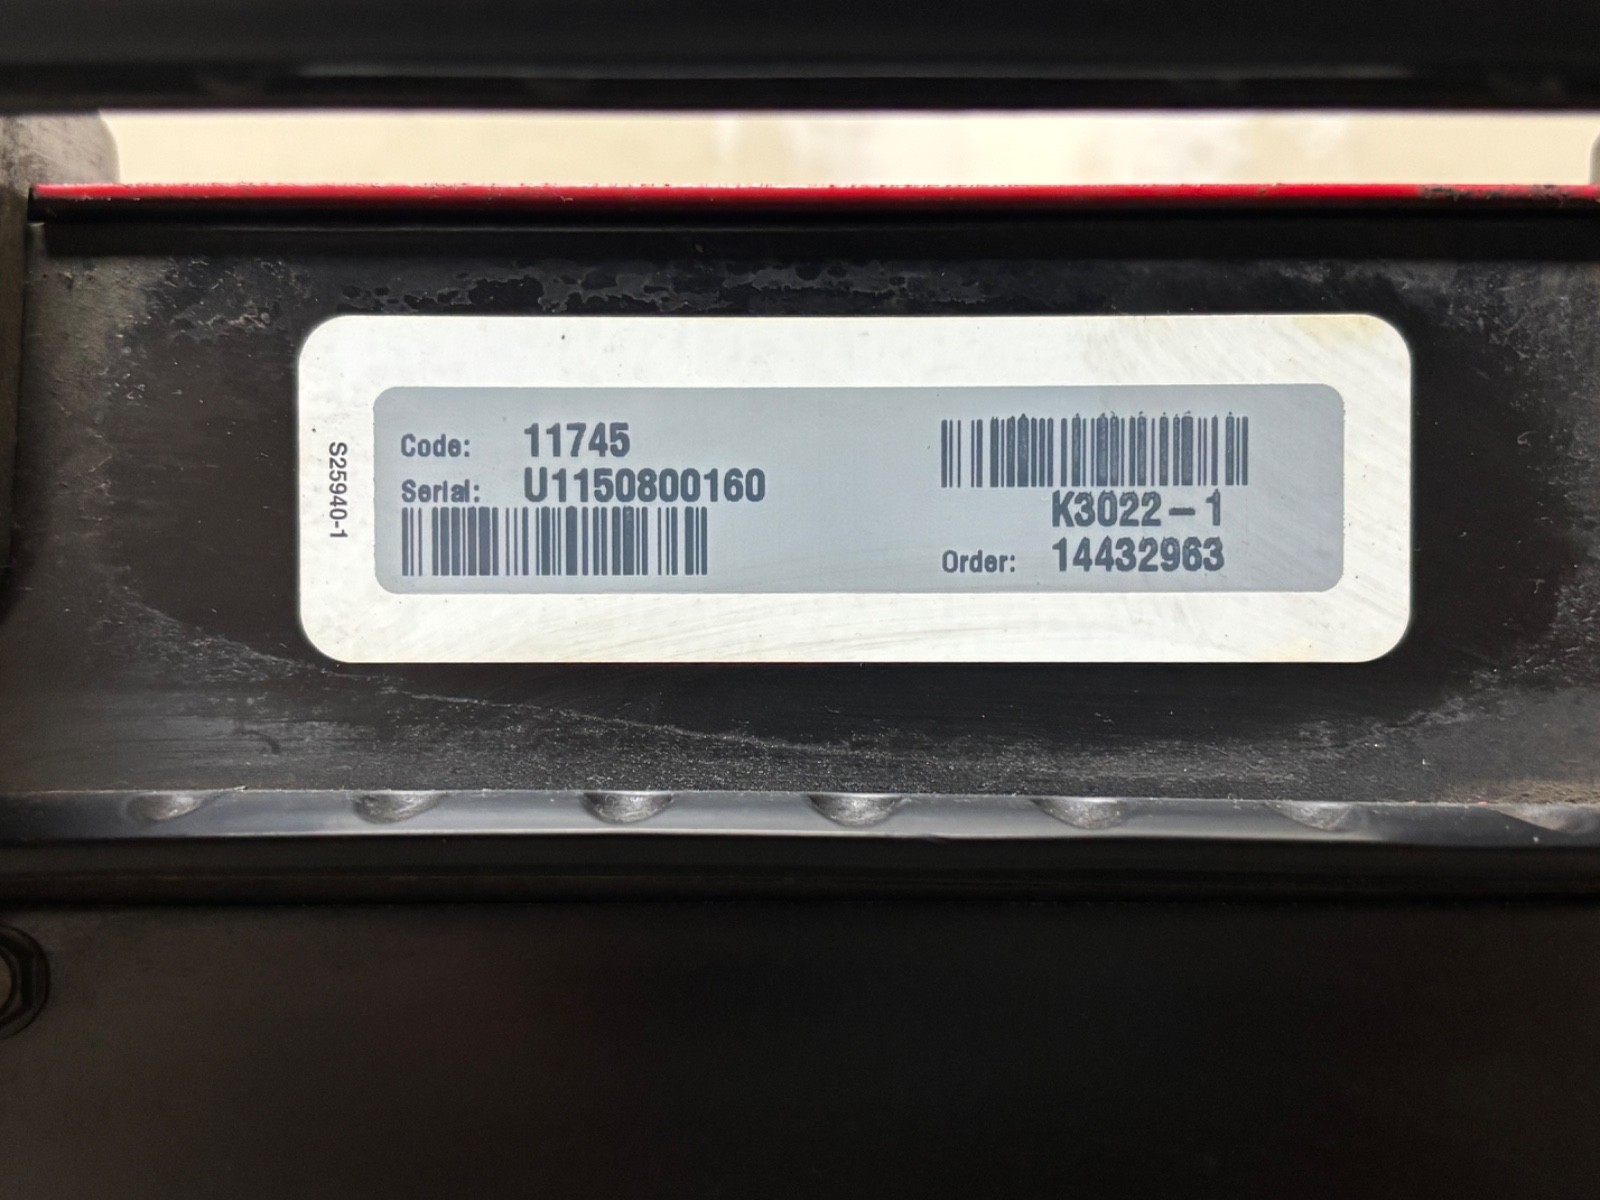 S25940-1
Code: 11745
Serial: U1150800160
K3022-1
Order: 14432963